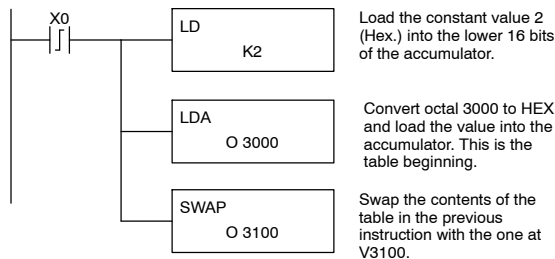 X0
LD
K2
Load the constant value 2
(Hex.) into the lower 16 bits
of the accumulator.
LDA
O 3000
Convert octal 3000 to HEX
and load the value into the
accumulator. This is the
table beginning.
SWAP
O 3100
Swap the contents of the
table in the previous
instruction with the one at
V3100.